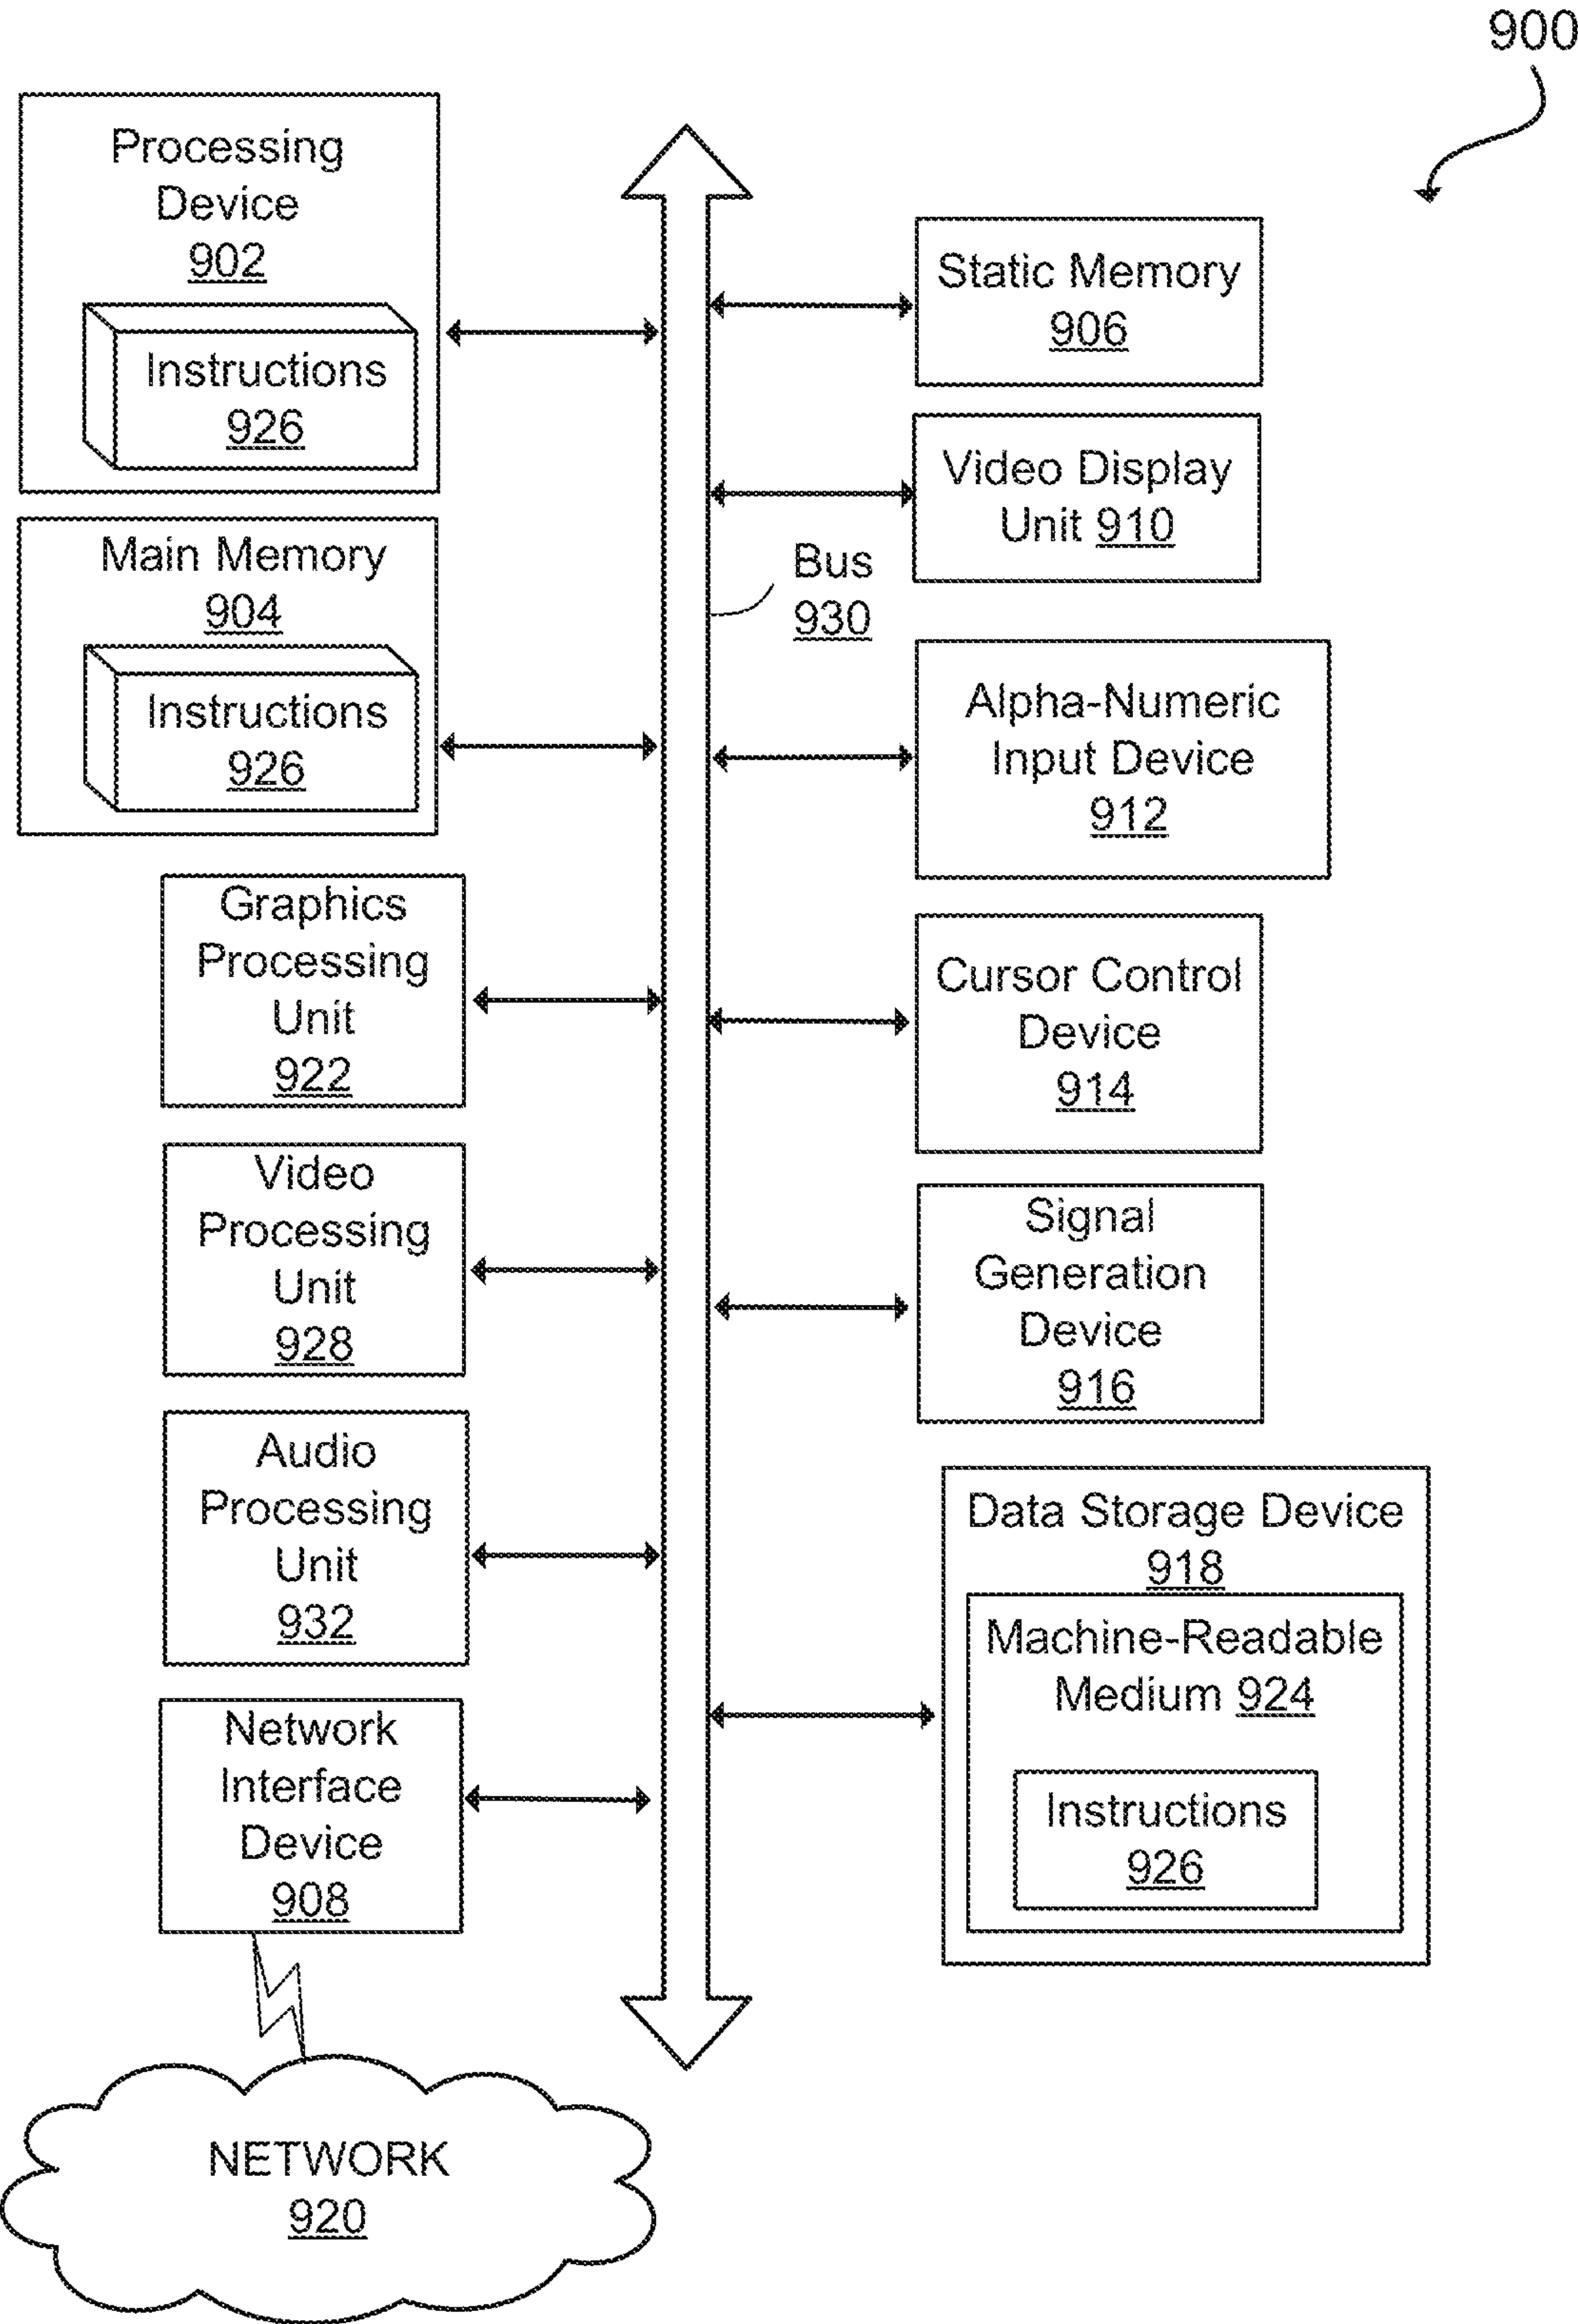 900
Processing
Device
902
Instructions
926
Main Memory
904
Instructions
926
Graphics
Processing
Unit
922
Video
Processing
Unit
928
Audio
Processing
Unit
932
Network
Interface
Device
908
NETWORK
920
Bus
930
Static Memory
906
Video Display
Unit 910
Alpha-Numeric
Input Device
912
Cursor Control
Device
914
Signal
Generation
Device
916
Data Storage Device
918
Machine-Readable
Medium 924
Instructions
926